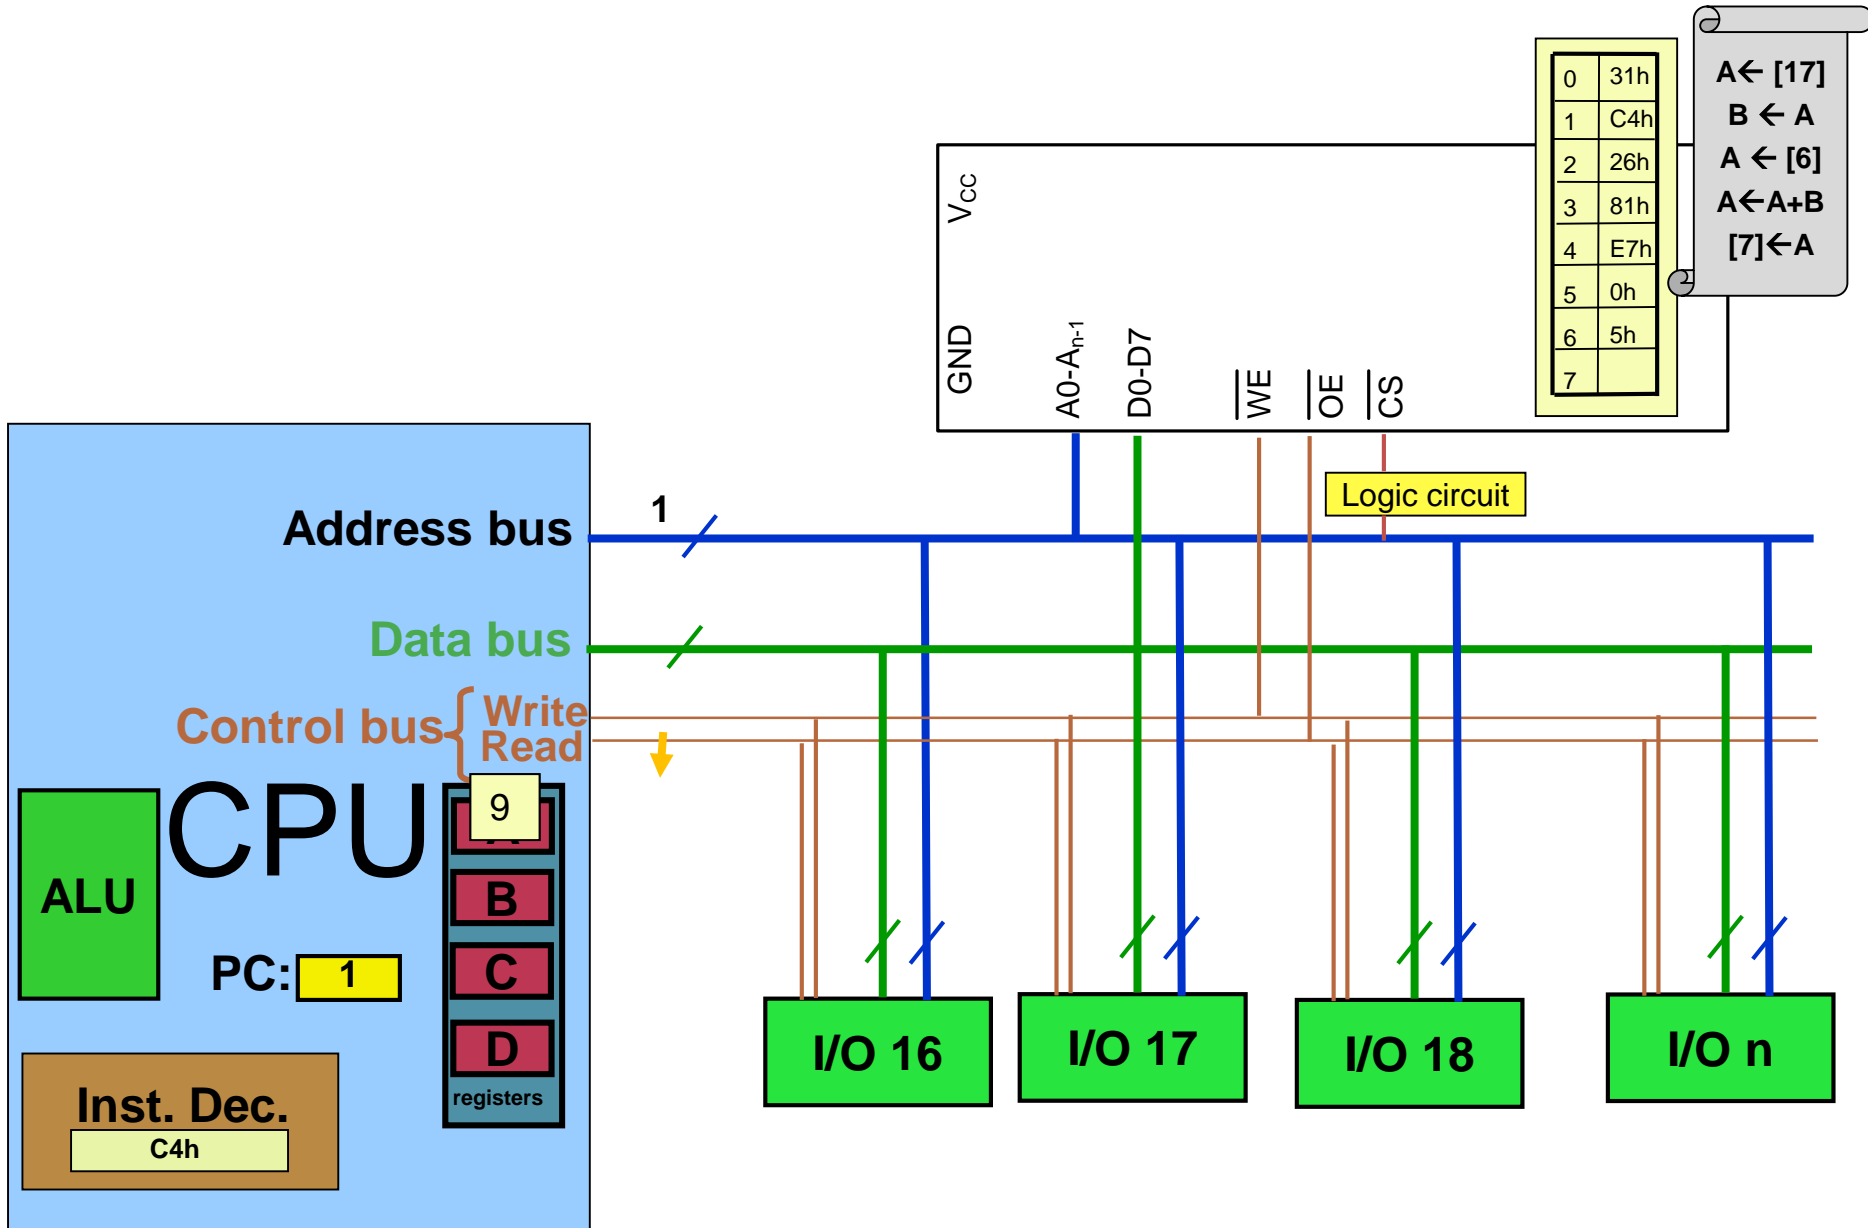 0 31h
1 C4h
2 26h
3 81h
4 E7h
5 0h
6 5h
7
A← [17]
B ← A
A ← [6]
A←A+B
[7]←A
VCC
GND
A0-An-1
D0-D7
WE
OE
CS
Logic circuit
Address bus
1
Data bus
Control bus
Write
Read
CPU
ALU
9
B
C
D
registers
PC: 1
Inst. Dec.
C4h
I/O 16
I/O 17
I/O 18
I/O n